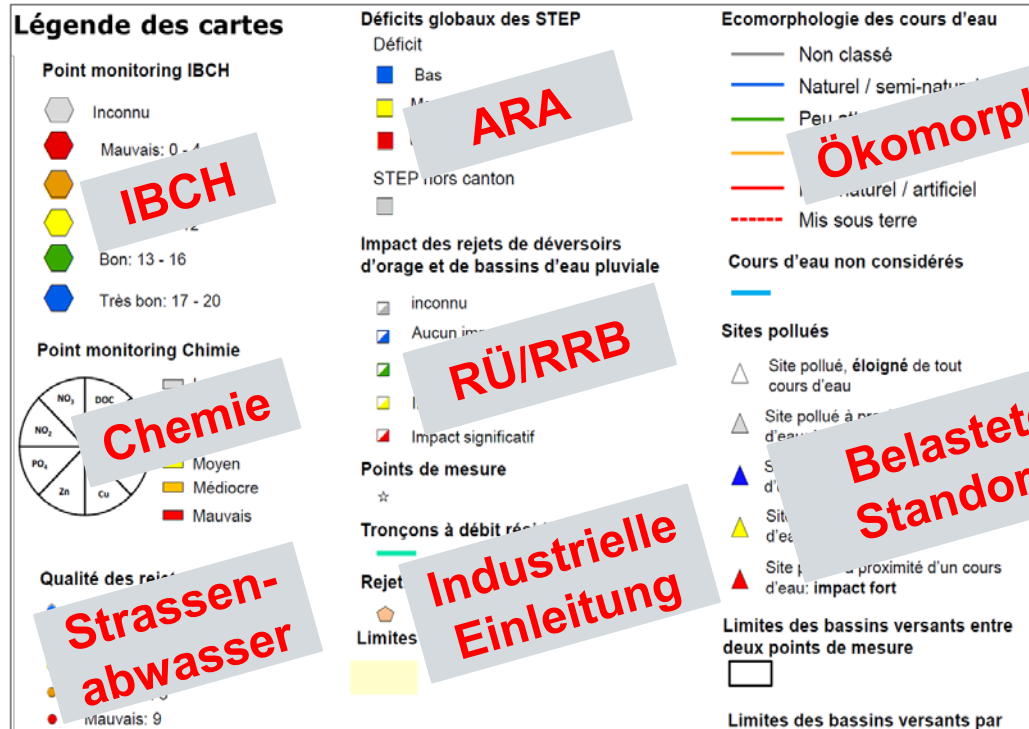 Légende des cartes
Point monitoring IBCH
Inconnu
Mauvais: 0 - 4
IBCH
Bon: 13 - 16
Très bon: 17 - 20
Point monitoring Chimie
NO₃
DOC
NO₂
PO₄
Zn
Cu
Chemie
Moyen
Médiocre
Mauvais
Qualité des
Strassen-
abwasser
Mauvais: 9
Déficits globaux des STEP
Déficit
Bas
ARA
STEP hors canton
Impact des rejets de déversoirs
d'orage et de bassins d'eau pluviale
inconnu
Aucun
RÜ/RRB
Impact significatif
Points de mesure
Tronçons à débit
Industrielle
Einleitung
Rejet
Limites
Ecomorphologie des cours d'eau
Non classé
Naturel /
Peu
Ökomorph
naturel / artificiel
Mis sous terre
Cours d'eau non considérés
Sites pollués
Site pollué, éloigné de tout
cours d'eau
Site pollué à
Belastete
Standor
Site à proximité d'un cours
d'eau: impact fort
Limites des bassins versants entre
deux points de mesure
Limites des bassins versants par